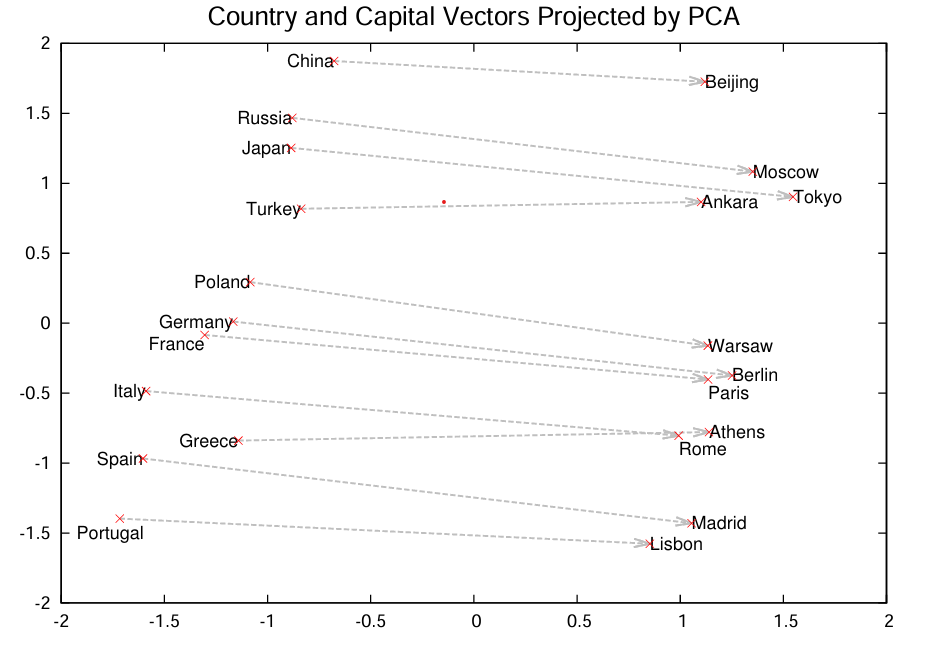 Country and Capital Vectors Projected by PCA
2
China
Beijing
1.5
Russia
Japan
Moscow
1
Tokyo
Turkey
Ankara
0.5
Poland
0
Germany
France
Warsaw
Berlin
-0.5
Italy
Paris
Greece
Athens
Rome
-1
Spain
Madrid
-1.5
Portugal
Lisbon
-2
-2 -1.5 -1 -0.5 0 0.5 1 1.5 2